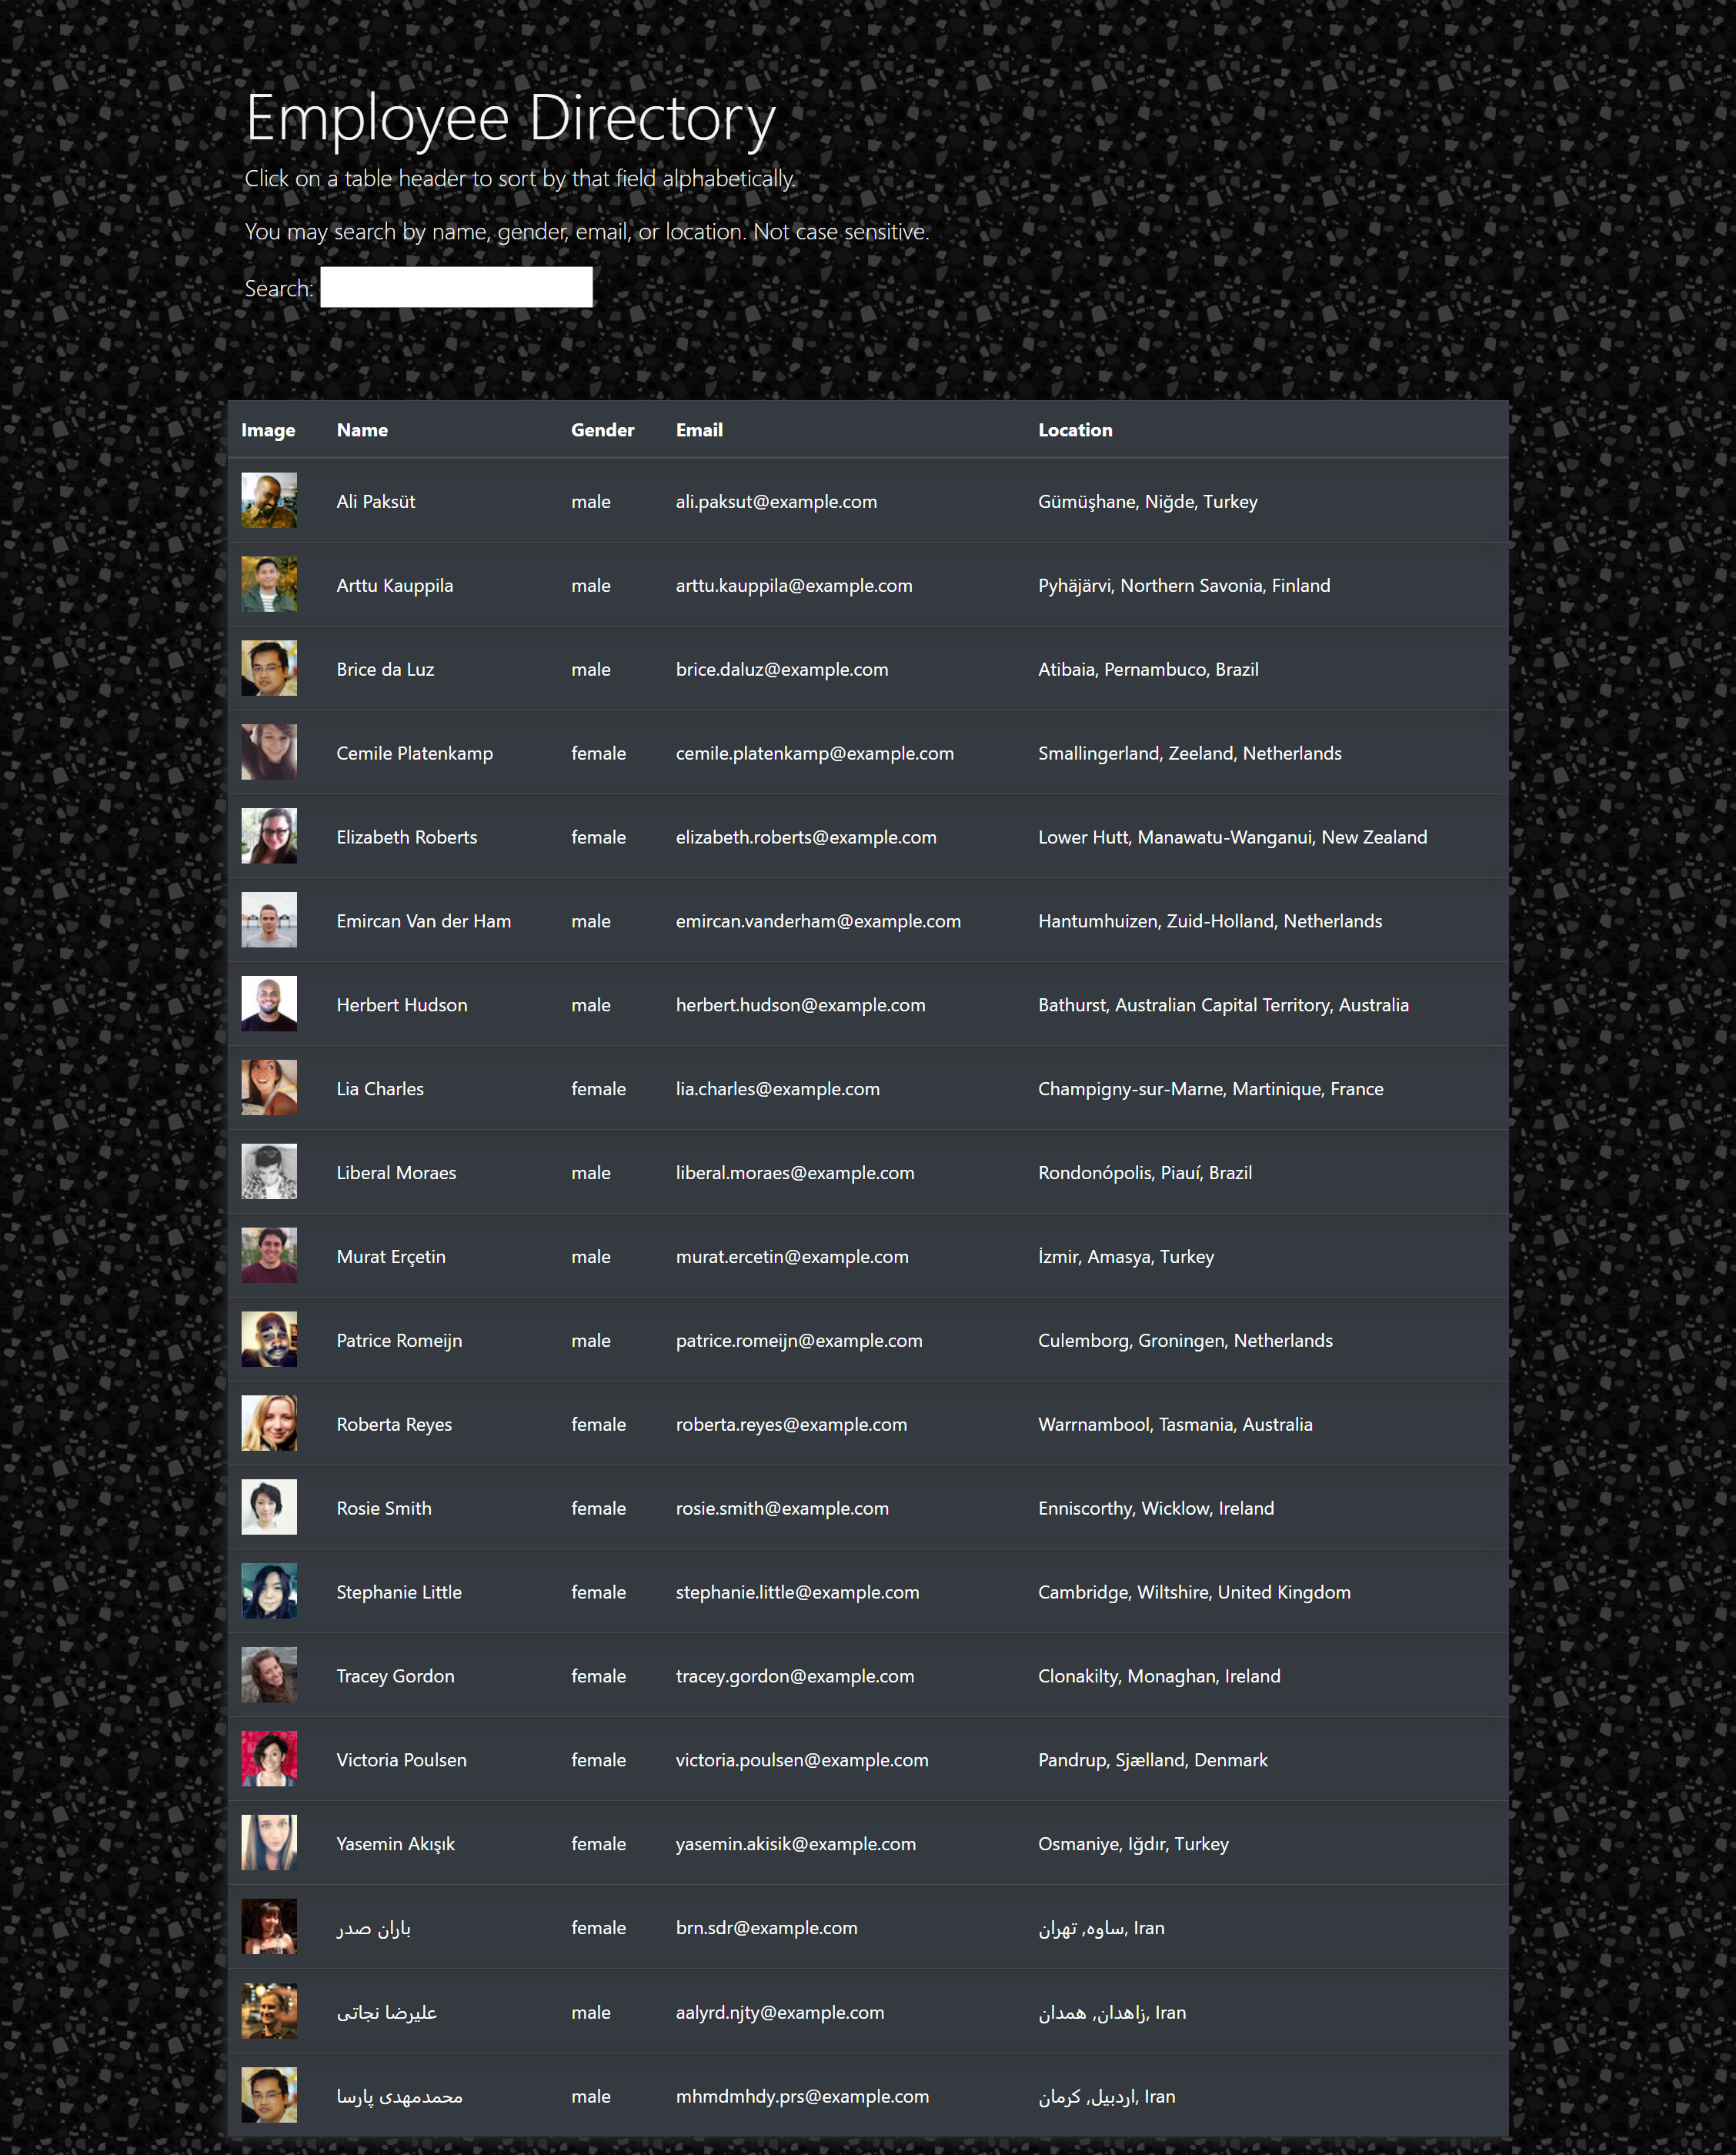 Employee Directory
Click on a table header to sort by that field alphabetically.
You may search by name, gender, email, or location. Not case sensitive.
Search:
Image Name Gender Email Location
Ali Paksüt male ali.paksut@example.com Gümüşhane, Niğde, Turkey
Arttu Kauppila male arttu.kauppila@example.com Pyhäjärvi, Northern Savonia, Finland
Brice da Luz male brice.daluz@example.com Atibaia, Pernambuco, Brazil
Cemile Platenkamp female cemile.platenkamp@example.com Smallingerland, Zeeland, Netherlands
Elizabeth Roberts female elizabeth.roberts@example.com Lower Hutt, Manawatu-Wanganui, New Zealand
Emircan Van der Ham male emircan.vanderham@example.com Hantumhuizen, Zuid-Holland, Netherlands
Herbert Hudson male herbert.hudson@example.com Bathurst, Australian Capital Territory, Australia
Lia Charles female lia.charles@example.com Champigny-sur-Marne, Martinique, France
Liberal Moraes male liberal.moraes@example.com Rondonópolis, Piauí, Brazil
Murat Erçetin male murat.ercetin@example.com İzmir, Amasya, Turkey
Patrice Romeijn male patrice.romeijn@example.com Culemborg, Groningen, Netherlands
Roberta Reyes female roberta.reyes@example.com Warrnambool, Tasmania, Australia
Rosie Smith female rosie.smith@example.com Enniscorthy, Wicklow, Ireland
Stephanie Little female stephanie.little@example.com Cambridge, Wiltshire, United Kingdom
Tracey Gordon female tracey.gordon@example.com Clonakilty, Monaghan, Ireland
Victoria Poulsen female victoria.poulsen@example.com Pandrup, Sjælland, Denmark
Yasemin Akışık female yasemin.akisik@example.com Osmaniye, Iğdır, Turkey
باران صدر female brn.sdr@example.com ساوه, تهران, Iran
علیرضا نجاتی male aalyrd.njty@example.com زاهدان, همدان, Iran
محمدمهدی پارسا male mhmdmhdy.prs@example.com اردبیل, کرمان, Iran